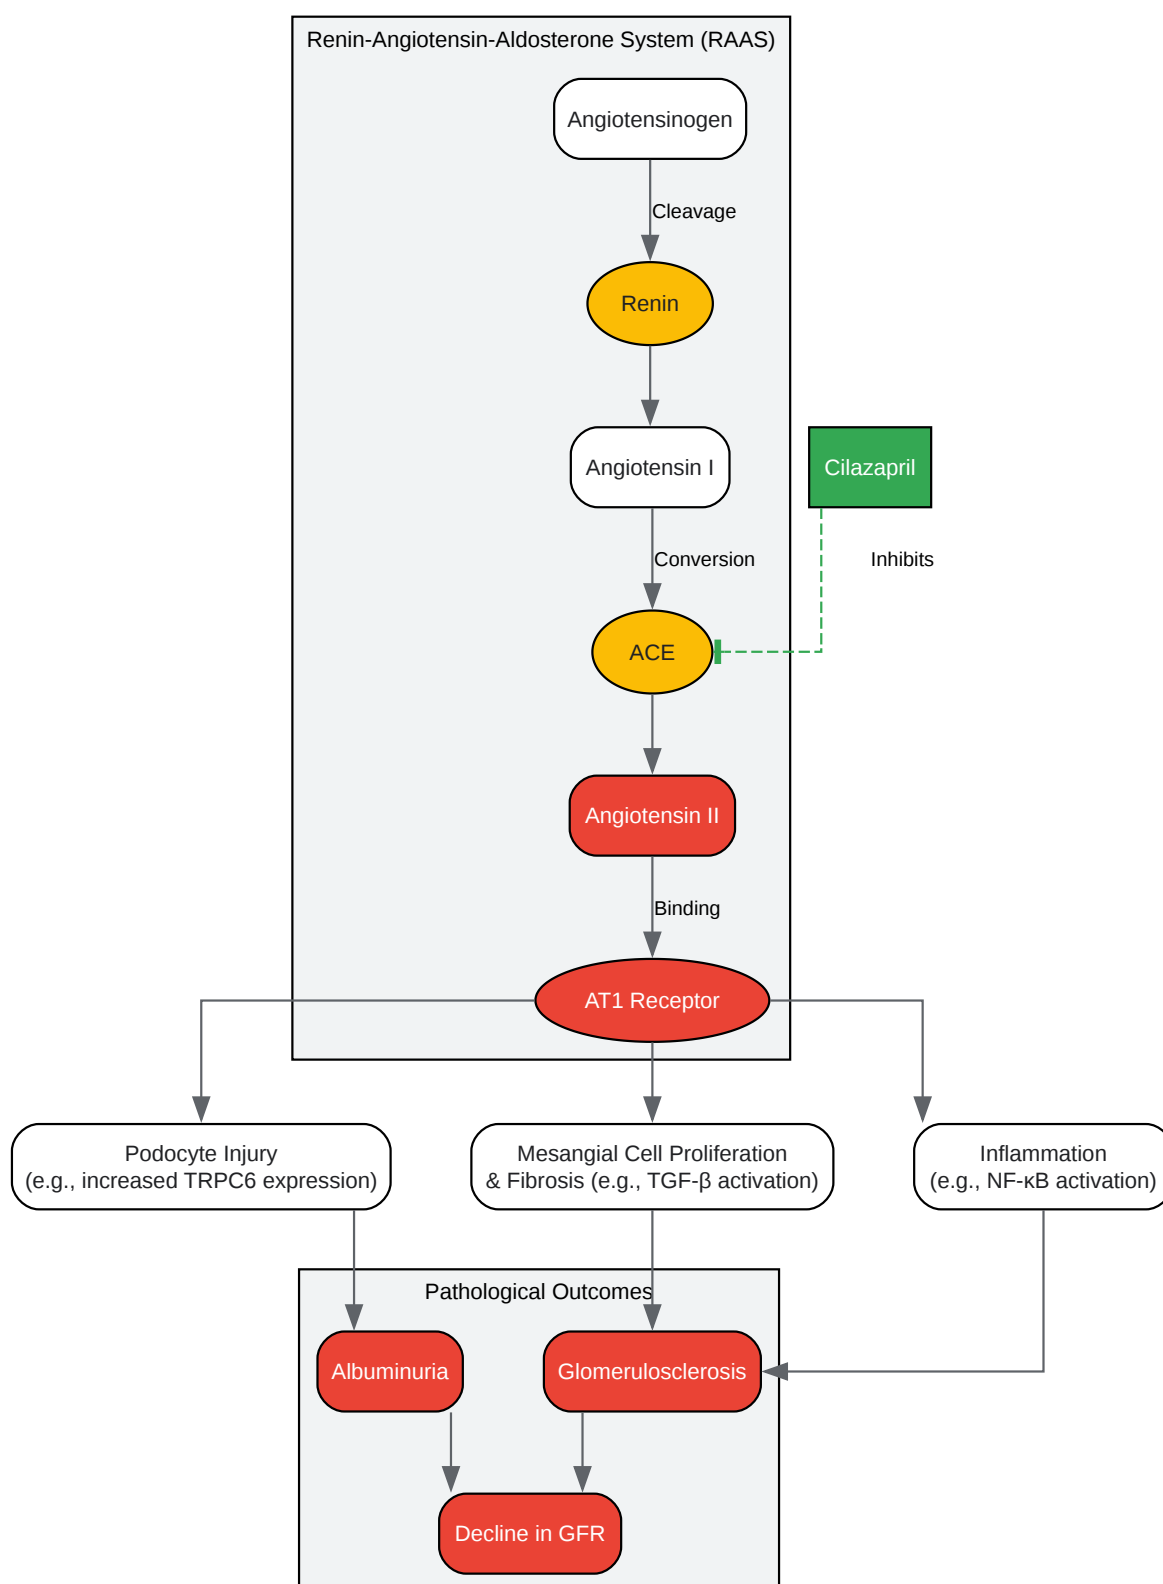 Renin-Angiotensin-Aldosterone System (RAAS)
Angiotensinogen
Cleavage
Renin
Angiotensin I
Cilazapril
Conversion
Inhibits
ACE
Angiotensin II
Binding
AT1 Receptor
Podocyte Injury
(e.g., increased TRPC6 expression)
Mesangial Cell Proliferation
& Fibrosis (e.g., TGF-β activation)
Inflammation
(e.g., NF-κB activation)
Pathological Outcomes
Albuminuria
Glomerulosclerosis
Decline in GFR